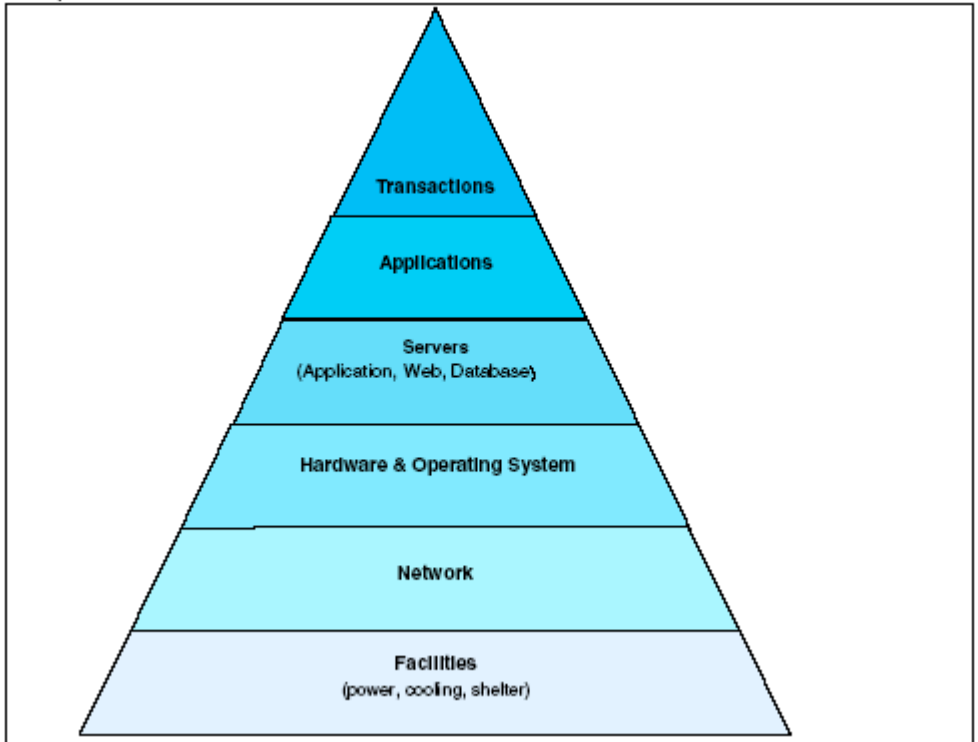 Transactions
Applications
Servers
(Application, Web, Database)
Hardware & Operating System
Network
Facilities
(power, cooling, shelter)